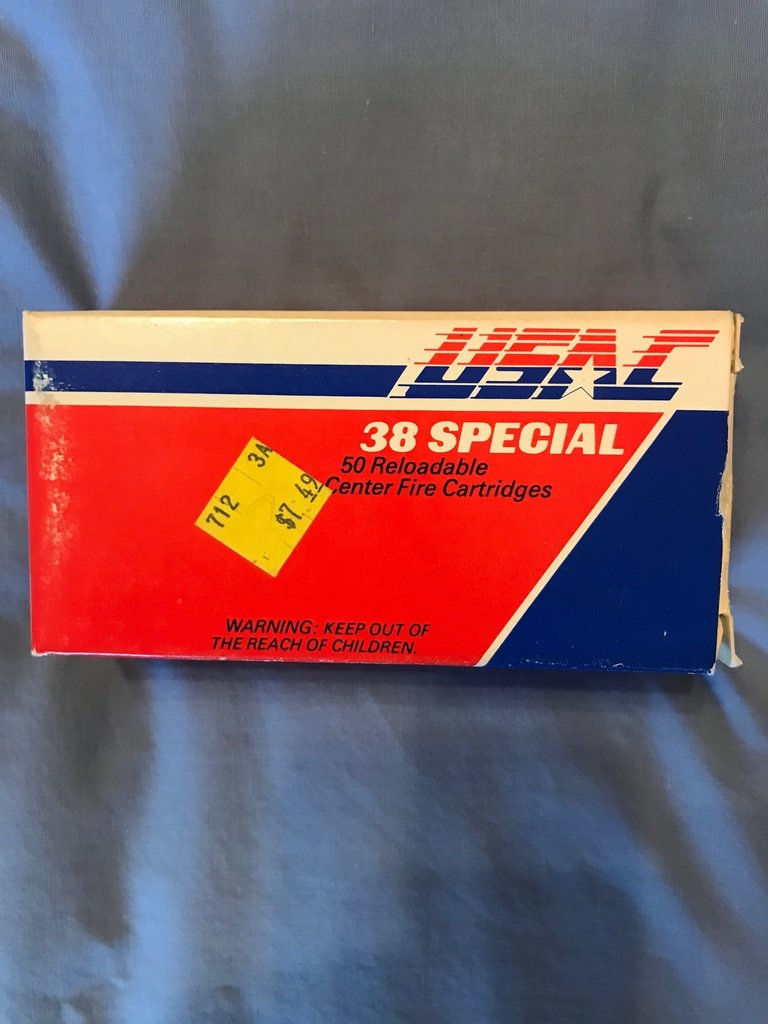 USAC
38 SPECIAL
50 Reloadable
Center Fire Cartridges
712 3A
$7.49
WARNING: KEEP OUT OF
THE REACH OF CHILDREN.